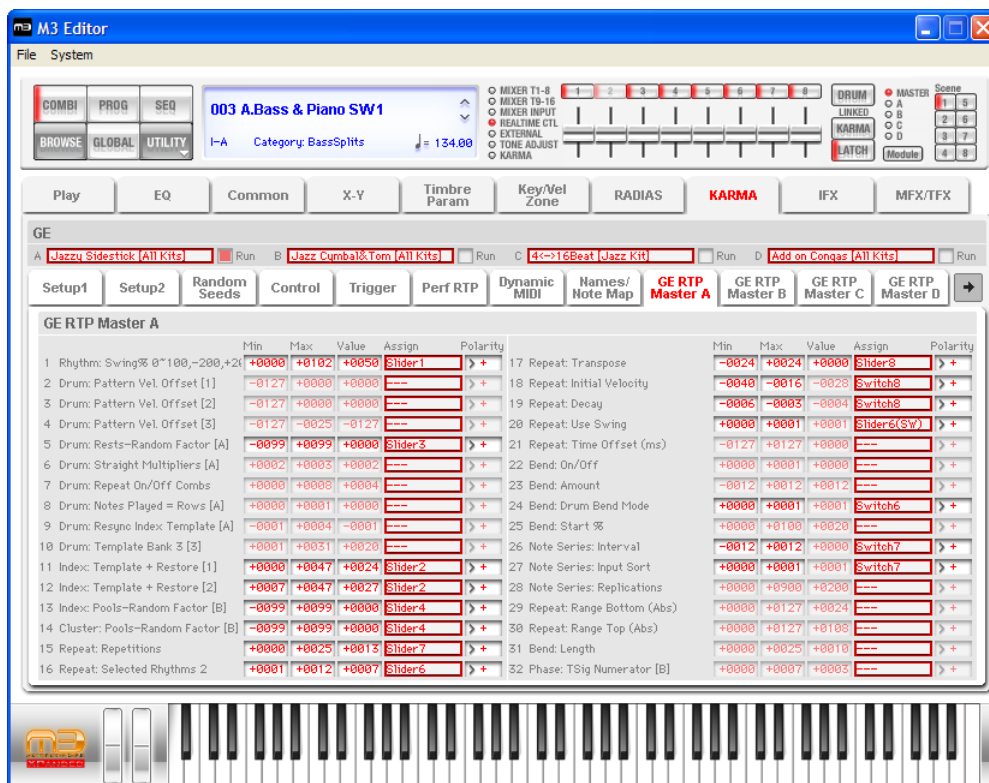 M3 Editor
File System
COMBI PROG SEQ
BROWSE GLOBAL UTILITY
003 A.Bass & Piano SW1
I-A Category: BassSplits ♩= 134.00
MIXER T1-8
MIXER T9-16
MIXER INPUT
REALTIME CTL
EXTERNAL
TONE ADJUST
KARMA
1 2 3 4 5 6 7 8
DRUM
LINKED
KARMA
LATCH
MASTER
A
B
C
D
Module
Scene
1 5
2 6
3 7
4 8
Play EQ Common X-Y Timbre Param Key/Vel Zone RADIAS KARMA IFX MFX/TFX
GE
A Jazzy Sidestick [All Kits] Run B Jazz Cymbal&Tom [All Kits] Run C 4<->16Beat [Jazz Kit] Run D Add on Congas [All Kits] Run
Setup1 Setup2 Random Seeds Control Trigger Perf RTP Dynamic MIDI Names/ Note Map GE RTP Master A GE RTP Master B GE RTP Master C GE RTP Master D
GE RTP Master A
Min Max Value Assign Polarity Min Max Value Assign Polarity
1 Rhythm: Swing% 0~100,-200,+20 +0000 +0102 +0050 Slider1 +
2 Drum: Pattern Vel. Offset [1] -0127 +0000 +0000 --- +
3 Drum: Pattern Vel. Offset [2] -0127 +0000 +0000 --- +
4 Drum: Pattern Vel. Offset [3] -0127 -0025 -0127 --- +
5 Drum: Rests-Random Factor [A] -0099 +0099 +0000 Slider3 +
6 Drum: Straight Multipliers [A] +0002 +0003 +0002 --- +
7 Drum: Repeat On/Off Combs +0000 +0008 +0004 --- +
8 Drum: Notes Played = Rows [A] +0000 +0001 +0000 --- +
9 Drum: Resync Index Template [A] -0001 +0004 -0001 --- +
10 Drum: Template Bank 3 [3] +0001 +0031 +0020 --- +
11 Index: Template + Restore [1] +0000 +0047 +0024 Slider2 +
12 Index: Template + Restore [2] +0007 +0047 +0027 Slider2 +
13 Index: Pools-Random Factor [B] -0099 +0099 +0000 Slider4 +
14 Cluster: Pools-Random Factor [B] -0099 +0099 +0000 Slider4 +
15 Repeat: Repetitions +0000 +0025 +0013 Slider7 +
16 Repeat: Selected Rhythms 2 +0001 +0012 +0007 Slider6 +
17 Repeat: Transpose -0024 +0024 +0000 Slider8 +
18 Repeat: Initial Velocity -0040 -0016 -0028 Switch8 +
19 Repeat: Decay -0006 -0003 -0004 Switch8 +
20 Repeat: Use Swing +0000 +0001 +0001 Slider6(SW) +
21 Repeat: Time Offset (ms) -0127 +0127 +0000 --- +
22 Bend: On/Off +0000 +0001 +0000 --- +
23 Bend: Amount -0012 +0012 +0012 --- +
24 Bend: Drum Bend Mode +0000 +0001 +0001 Switch6 +
25 Bend: Start % +0000 +0100 +0020 --- +
26 Note Series: Interval -0012 +0012 +0000 Switch7 +
27 Note Series: Input Sort +0000 +0001 +0001 Switch7 +
28 Note Series: Replications +0000 +0900 +0200 --- +
29 Repeat: Range Bottom (Abs) +0000 +0127 +0024 --- +
30 Repeat: Range Top (Abs) +0000 +0127 +0108 --- +
31 Bend: Length +0000 +0025 +0010 --- +
32 Phase: TSig Numerator [B] +0000 +0007 +0003 --- +
m3
XPANDED